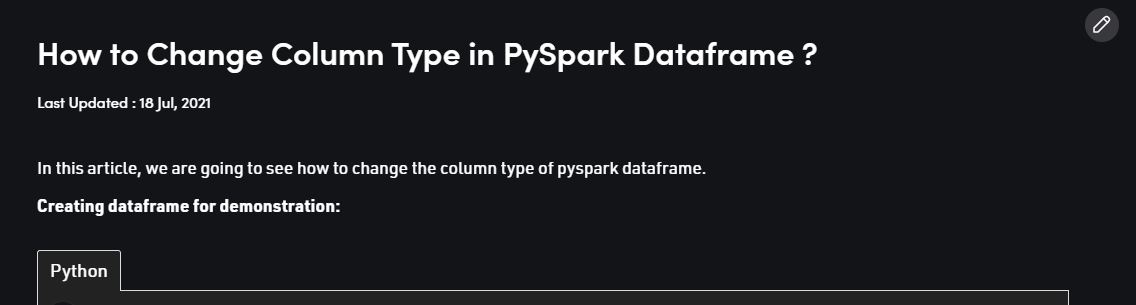 How to Change Column Type in PySpark Dataframe ?
Last Updated : 18 Jul, 2021
In this article, we are going to see how to change the column type of pyspark dataframe.
Creating dataframe for demonstration:
Python